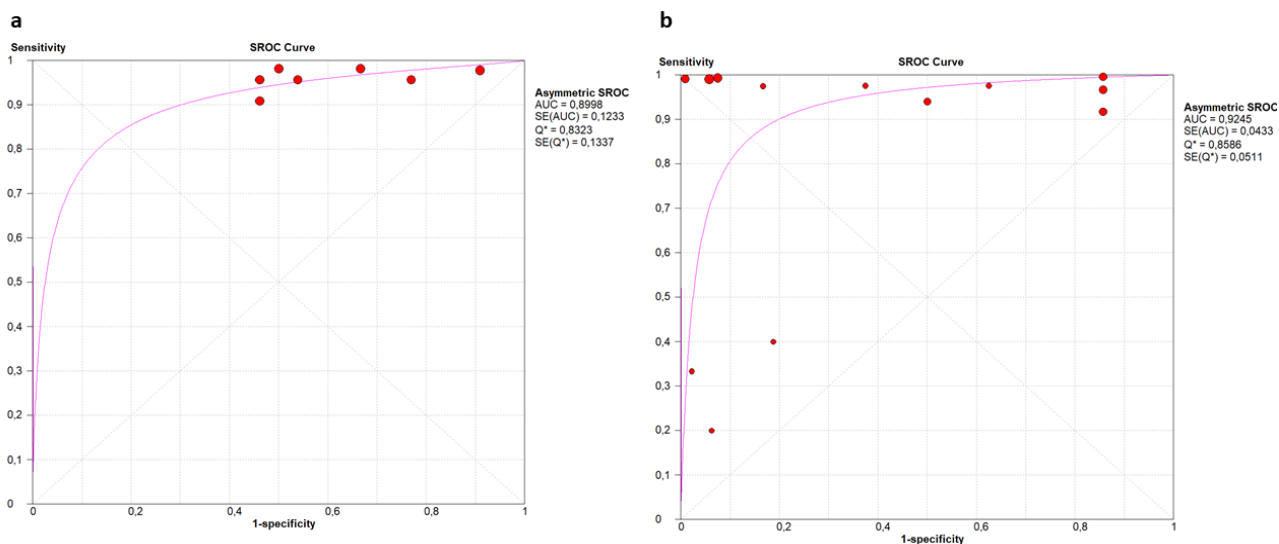 a
Sensitivity
SROC Curve
1
0,9
0,8
0,7
0,6
0,5
0,4
0,3
0,2
0,1
0
0
0,2
0,4
0,6
0,8
1
1-specificity
Asymmetric SROC
AUC = 0,8998
SE(AUC) = 0,1233
Q* = 0,8323
SE(Q*) = 0,1337
b
Sensitivity
SROC Curve
1
0,9
0,8
0,7
0,6
0,5
0,4
0,3
0,2
0,1
0
0
0,2
0,4
0,6
0,8
1
1-specificity
Asymmetric SROC
AUC = 0,9245
SE(AUC) = 0,0433
Q* = 0,8586
SE(Q*) = 0,0511